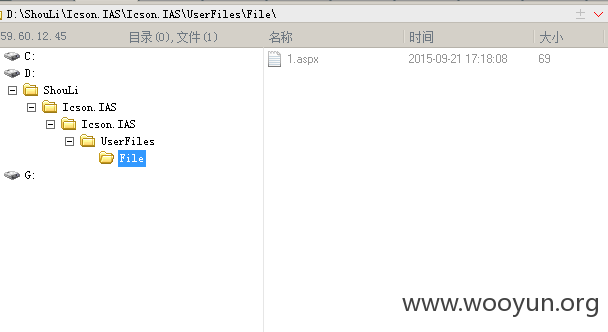 D:\ShouLi\Icson.IAS\Icson.IAS\UserFiles\File\
59.60.12.45 目录(0),文件(1) 名称 时间 大小
C: 1.aspx 2015-09-21 17:18:08 69
D:
ShouLi
Icson.IAS
Icson.IAS
UserFiles
File
G:
www.wooyun.org